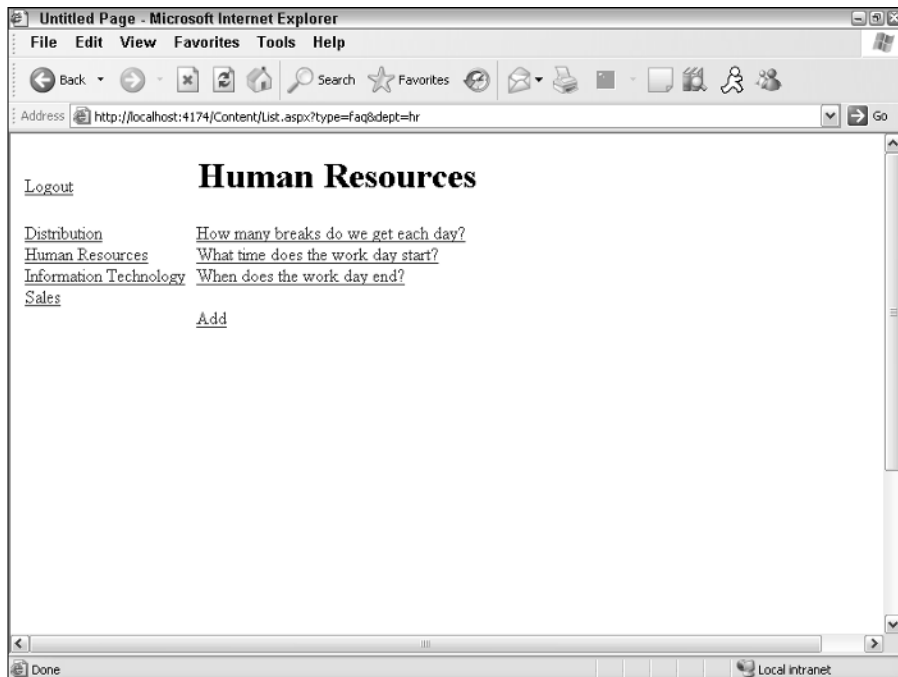 Untitled Page - Microsoft Internet Explorer
File Edit View Favorites Tools Help
Back Search Favorites
Address http://localhost:4174/Content/List.aspx?type=faq&dept=hr Go
Logout
Human Resources
Distribution
Human Resources
Information Technology
Sales
How many breaks do we get each day?
What time does the work day start?
When does the work day end?
Add
Done Local intranet